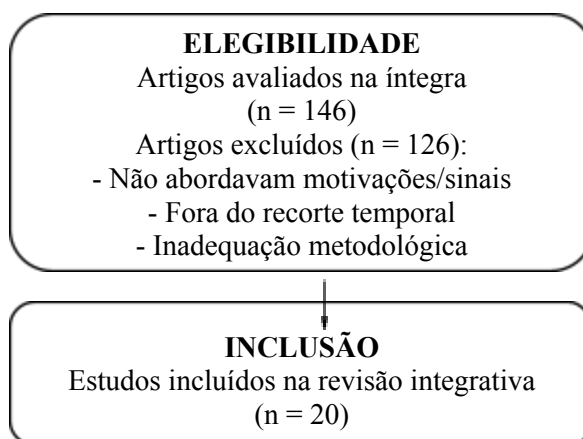 ELEGIBILIDADE
Artigos avaliados na íntegra
(n = 146)
Artigos excluídos (n = 126):
- Não abordavam motivações/sinais
- Fora do recorte temporal
- Inadequação metodológica
INCLUSÃO
Estudos incluídos na revisão integrativa
(n = 20)